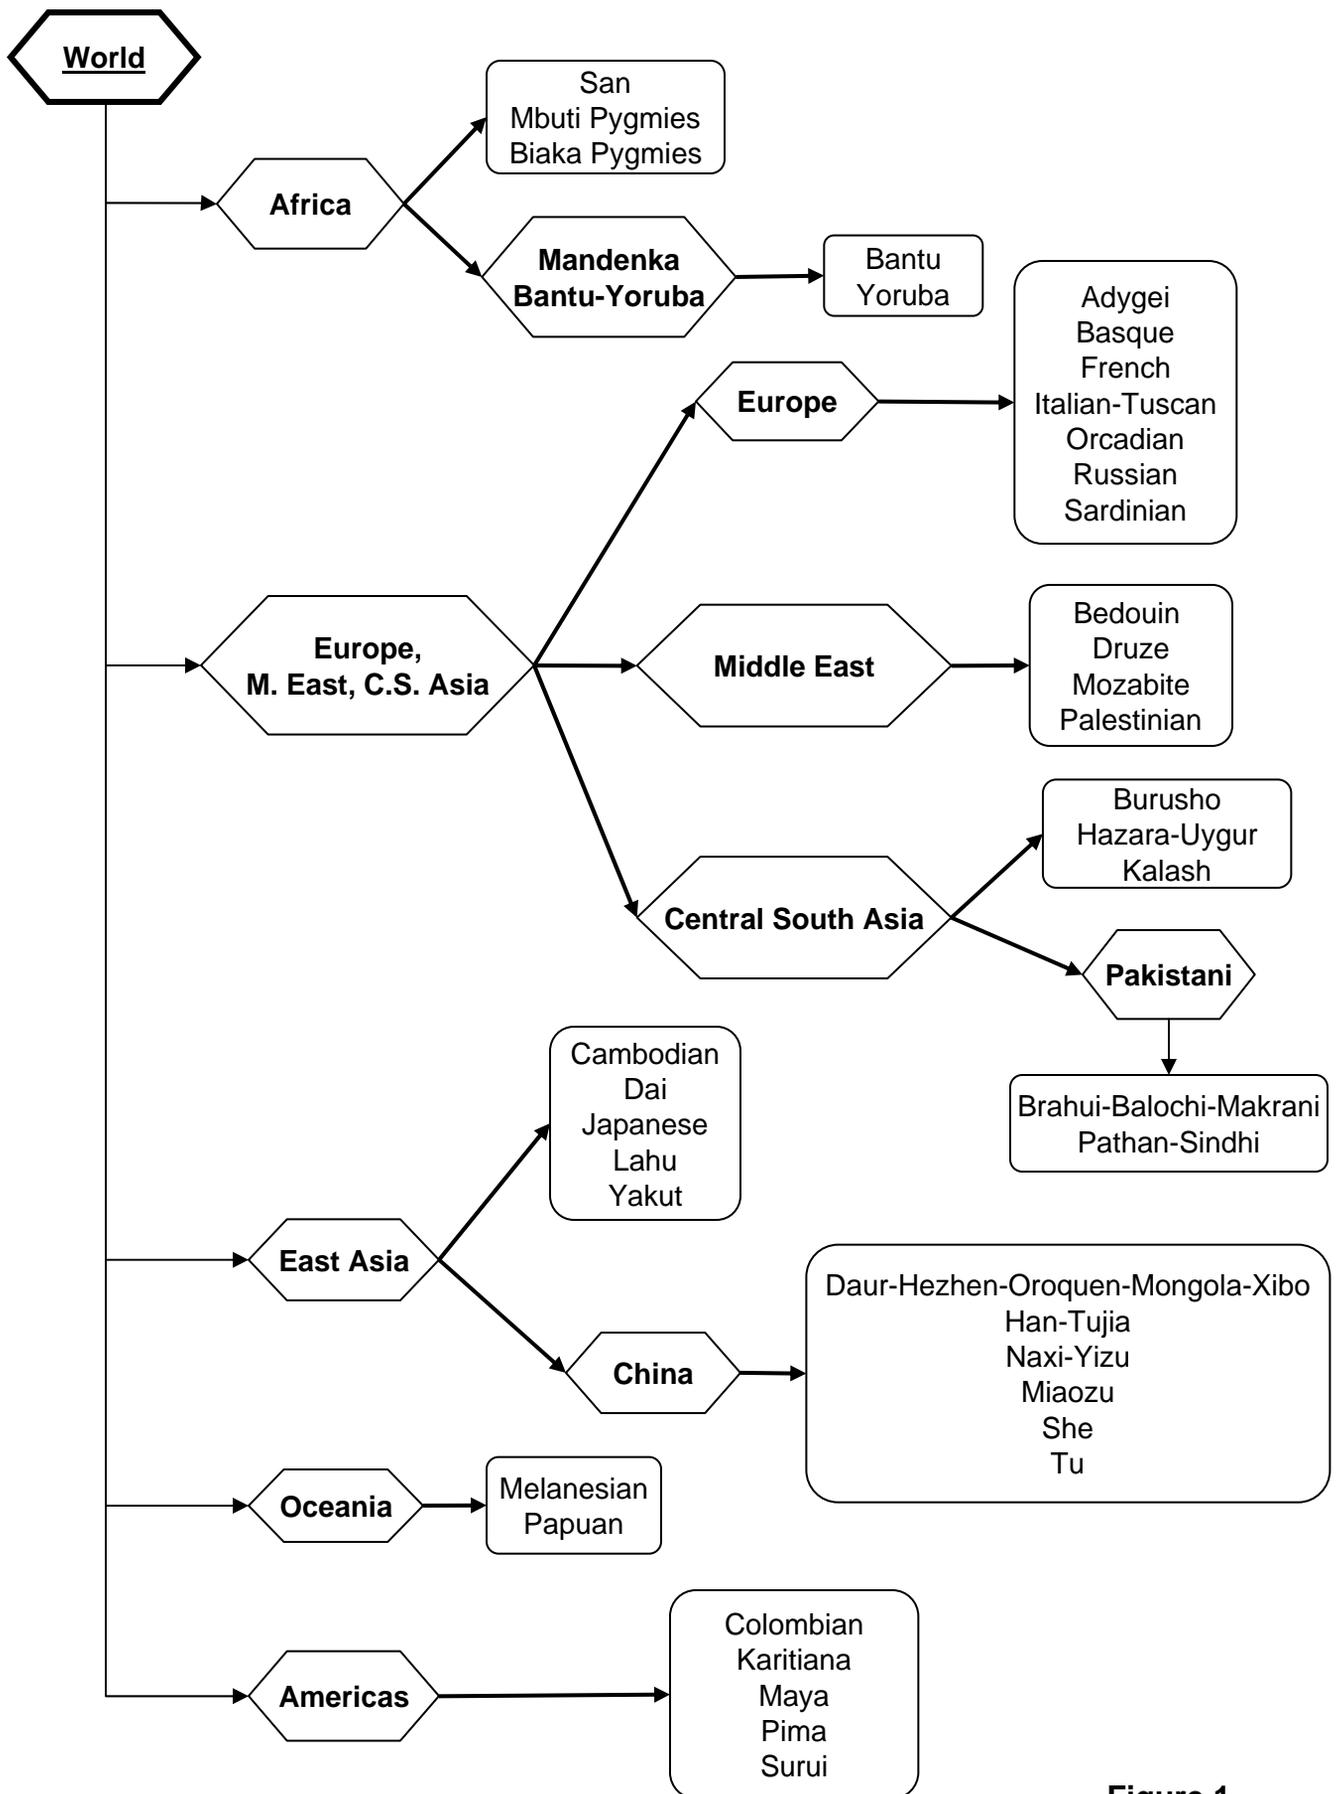 World
San
Mbuti Pygmies
Biaka Pygmies
Africa
Mandenka
Bantu-Yoruba
Bantu
Yoruba
Europe
Adygei
Basque
French
Italian-Tuscan
Orcadian
Russian
Sardinian
Europe,
M. East, C.S. Asia
Middle East
Bedouin
Druze
Mozabite
Palestinian
Central South Asia
Burusho
Hazara-Uygur
Kalash
Pakistani
Brahui-Balochi-Makrani
Pathan-Sindhi
East Asia
Cambodian
Dai
Japanese
Lahu
Yakut
China
Daur-Hezhen-Oroquen-Mongola-Xibo
Han-Tujia
Naxi-Yizu
Miaozu
She
Tu
Oceania
Melanesian
Papuan
Americas
Colombian
Karitiana
Maya
Pima
Surui
Figure 1